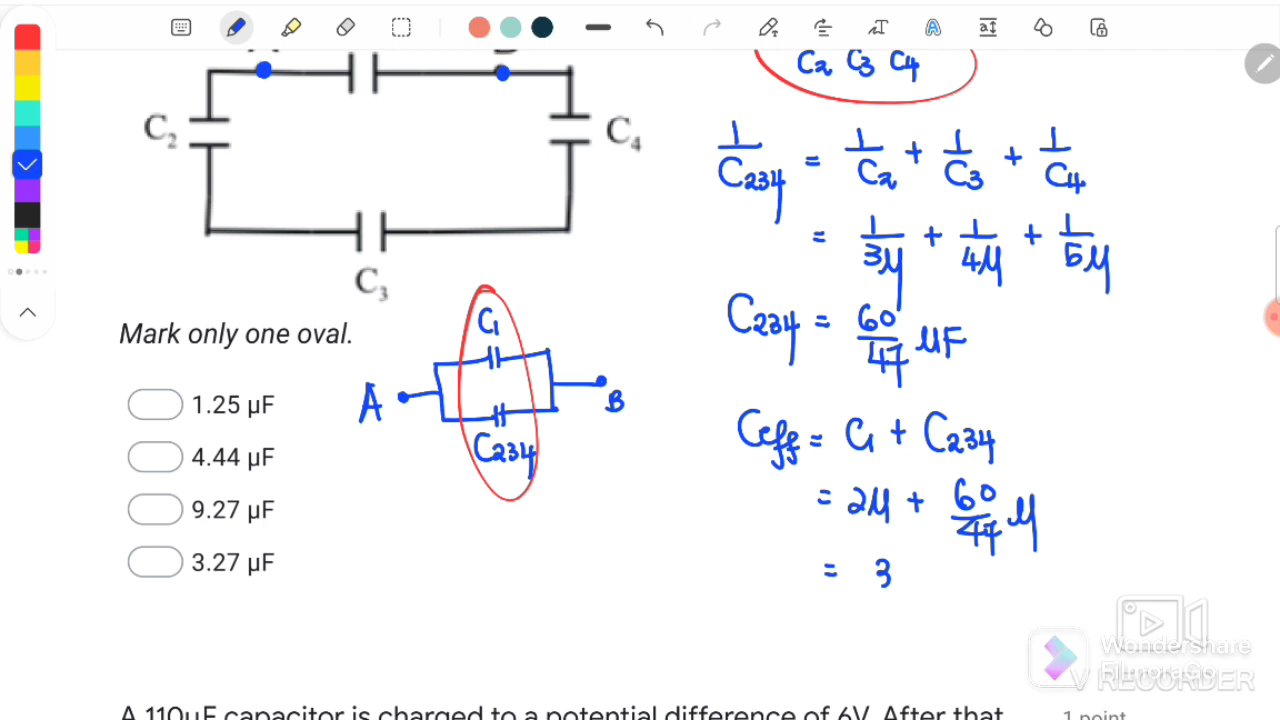 C2 C3 C4
C₂
C₄
C₃
1/C234 = 1/C2 + 1/C3 + 1/C4
= 1/3μ + 1/4μ + 1/5μ
C234 = 60/47 μF
Ceff = C1 + C234
= 2μ + 60/47 μ
= 3
Mark only one oval.
1.25 μF
4.44 μF
9.27 μF
3.27 μF
C1
A
B
C234
A 110μF capacitor is charged to a potential difference of 6V. After that
1 point
Wondershare
FilmoraGo
V RECORDER